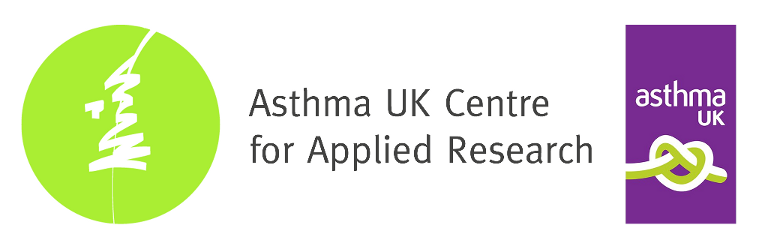 Asthma UK Centre
for Applied Research
asthma
UK